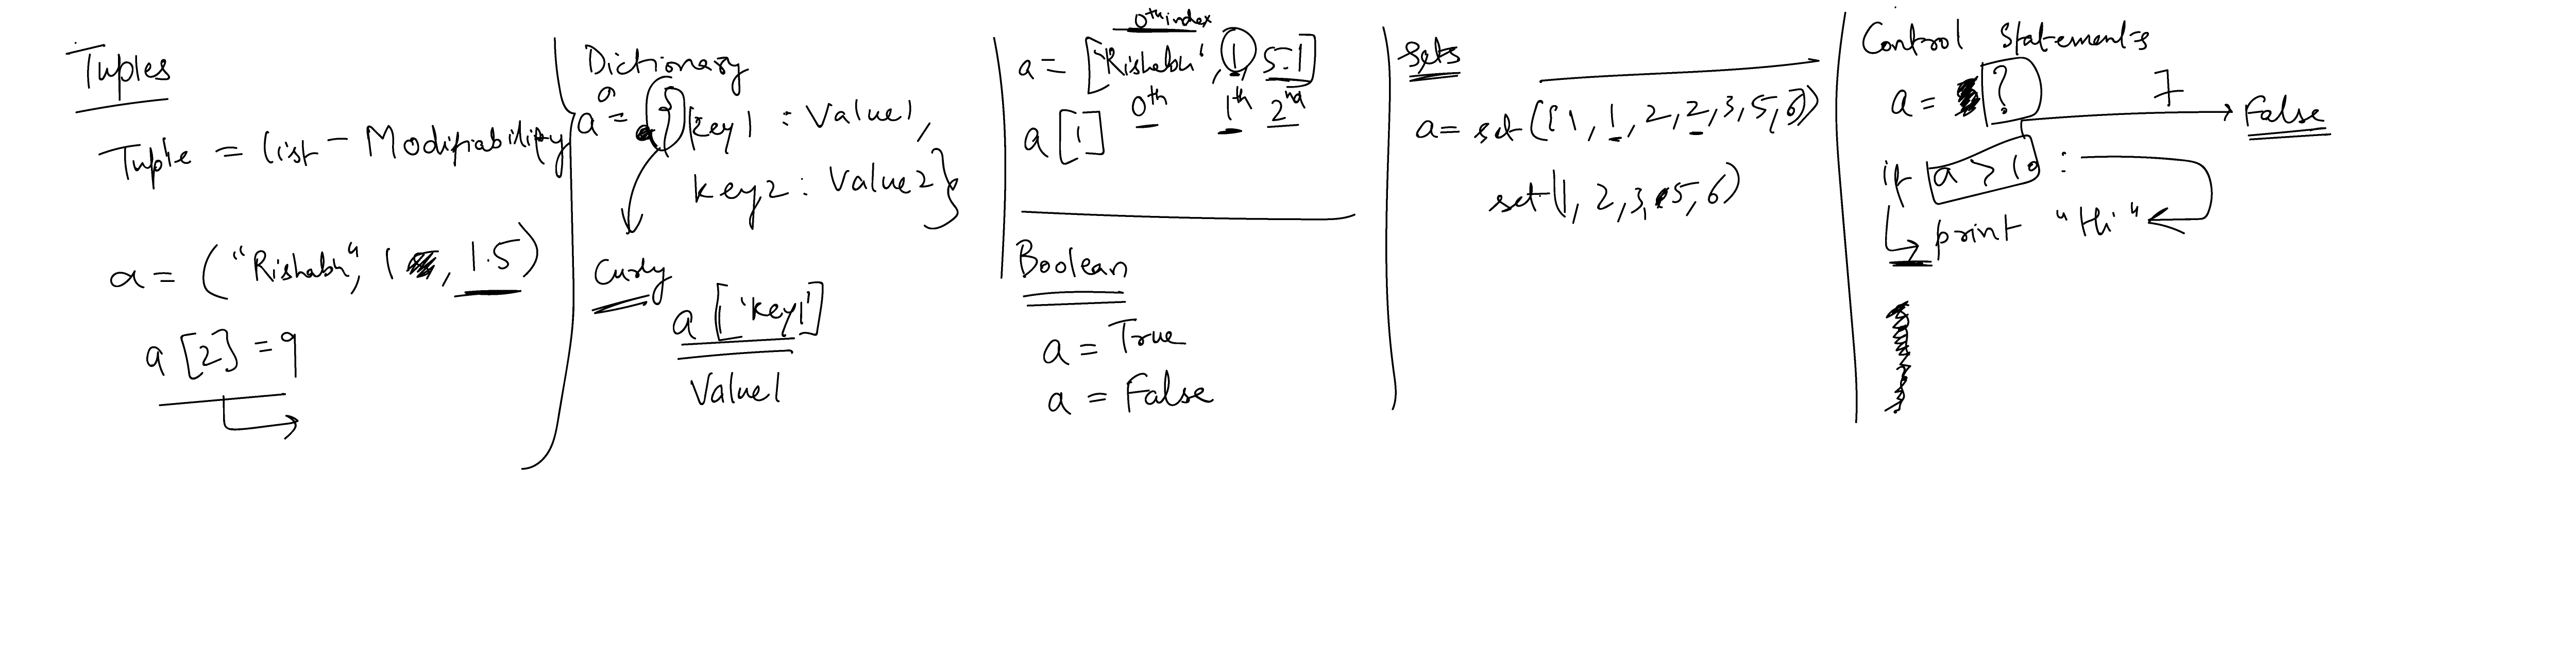 Tuples
Tuple = list - Modifiability
a = ("Rishabh", 1, 1.5)
a[2] = 9
Dictionary
a = {key1 : Value1,
key2 : Value2}
Curly
a['key1']
Value1
0th index
a = ['Rishabh', 1, 5.1]
0th 1th 2nd
a[1]
Boolean
a = True
a = False
Sets
a = set([1, 1, 2, 2, 3, 5, 6])
set(1, 2, 3, 5, 6)
Control Statements
a = ? 7
False
if a > 10 :
print "Hi"